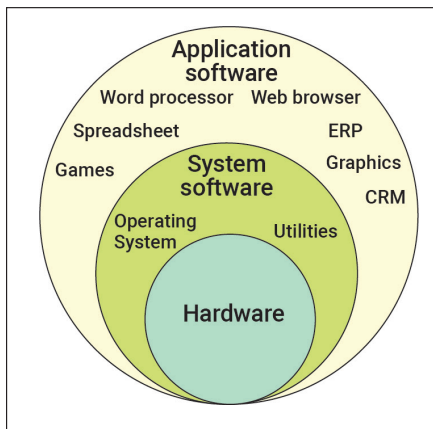 Application
software
Word processor
Web browser
Spreadsheet
ERP
Games
Graphics
CRM
System
software
Operating
System
Utilities
Hardware